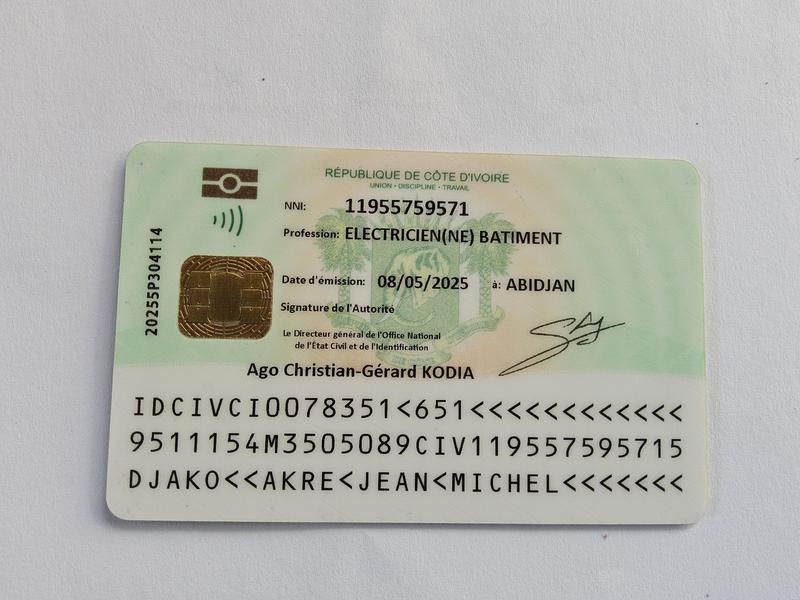 RÉPUBLIQUE DE CÔTE D'IVOIRE
UNION - DISCIPLINE - TRAVAIL
NNI: 11955759571
Profession: ELECTRICIEN(NE) BATIMENT
Date d'émission: 08/05/2025 à: ABIDJAN
Signature de l'Autorité
Le Directeur général de l'Office National
de l'État Civil et de l'Identification
Ago Christian-Gérard KODIA
20255P304114
IDCIVCI0078351<651<<<<<<<<<<<<
9511154M3505089CIV119557595715
DJAKO<<AKRE<JEAN<MICHEL<<<<<<<